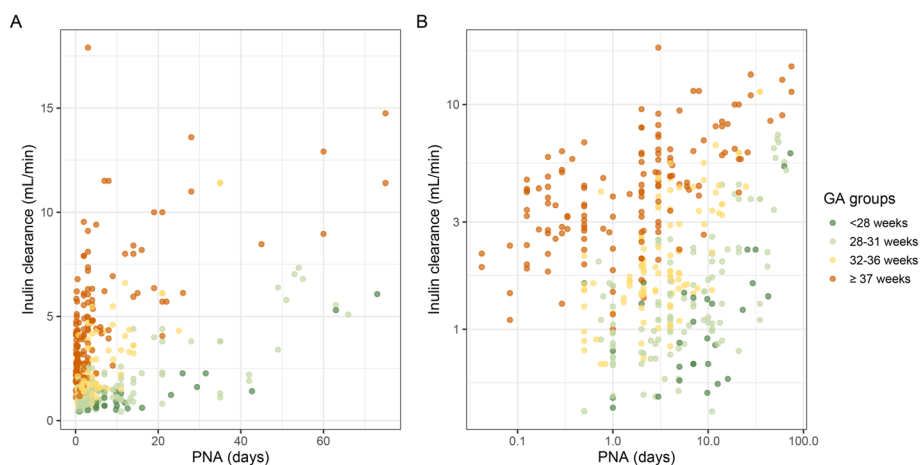 A
B
Inulin clearance (mL/min)
15
10
5
0
0
20
40
60
PNA (days)
Inulin clearance (mL/min)
10
3
1
0.1
1.0
10.0
100.0
PNA (days)
GA groups
<28 weeks
28-31 weeks
32-36 weeks
≥ 37 weeks